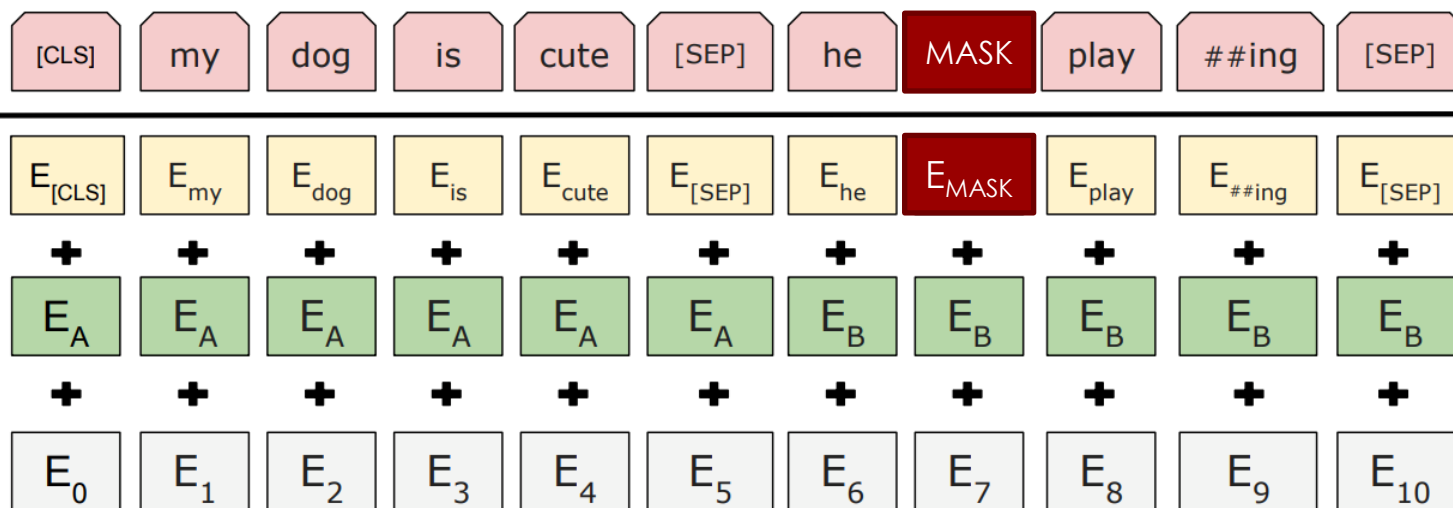 [CLS] my dog is cute [SEP] he MASK play ##ing [SEP]
E[CLS] Emy Edog Eis Ecute E[SEP] Ehe EMASK Eplay E##ing E[SEP]
+ + + + + + + + + + +
EA EA EA EA EA EA EB EB EB EB EB
+ + + + + + + + + + +
E0 E1 E2 E3 E4 E5 E6 E7 E8 E9 E10